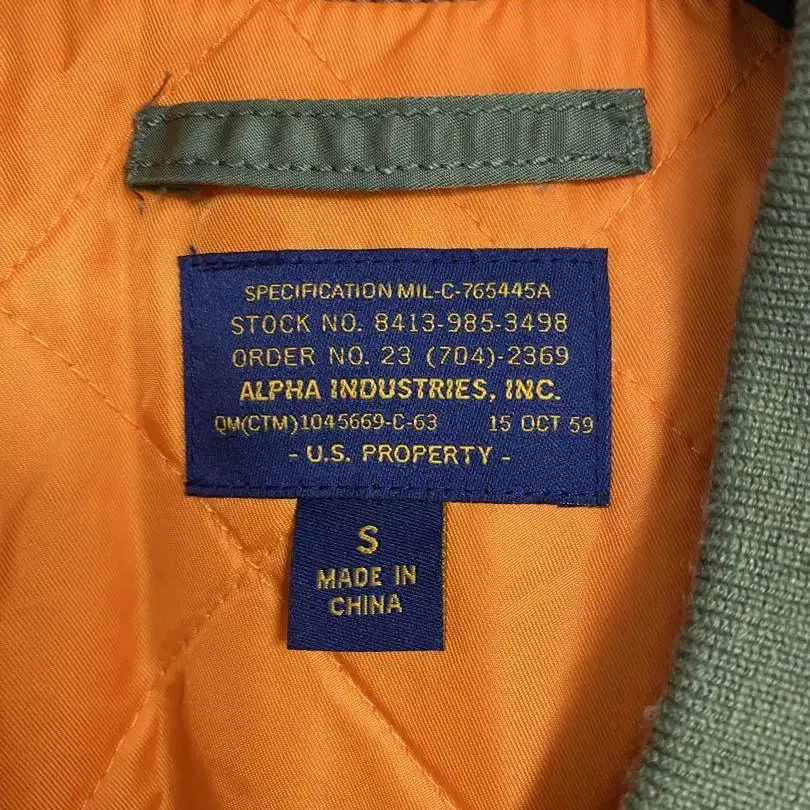 SPECIFICATION MIL-C-765445A
STOCK NO. 8413-985-3498
ORDER NO. 23 (704)-2369
ALPHA INDUSTRIES, INC.
QM(CTM)1045669-C-63 15 OCT 59
- U.S. PROPERTY -
S
MADE IN
CHINA